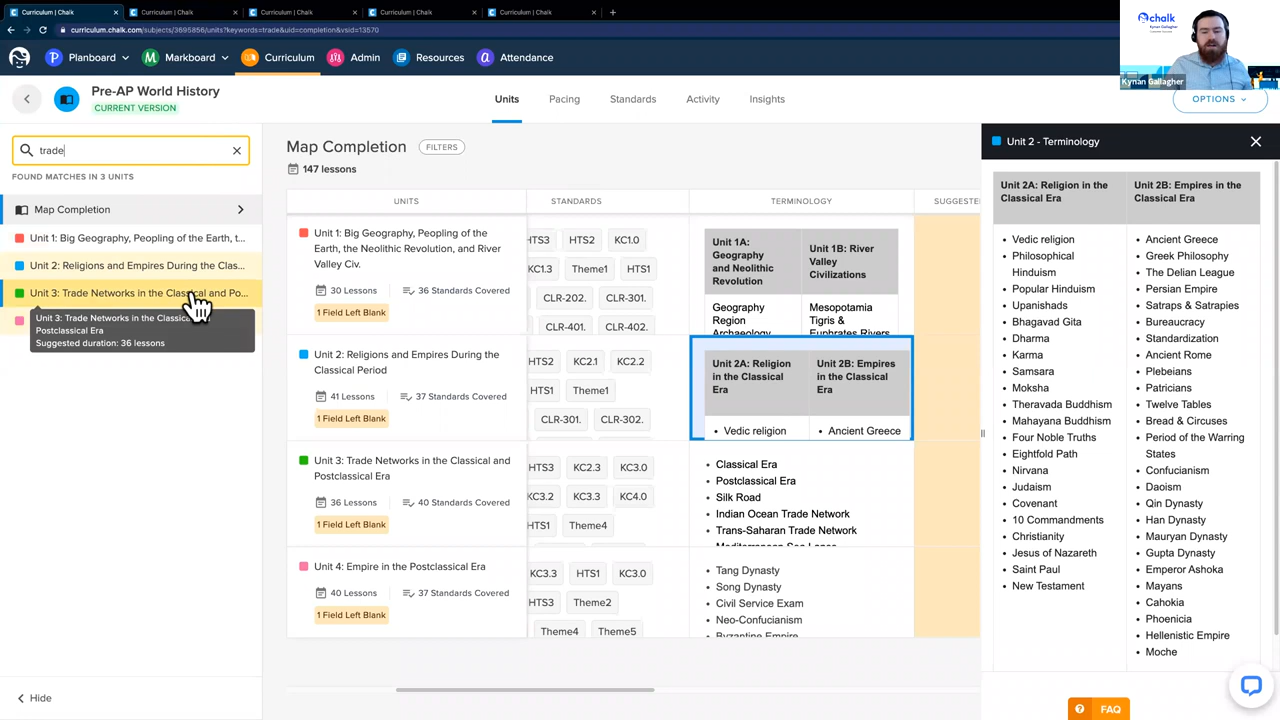 Curriculum | Chalk
Curriculum | Chalk
Curriculum | Chalk
Curriculum | Chalk
Curriculum | Chalk
curriculum.chalk.com/subjects/3695856/units?keywords=trade&uid=completion&vsid=13570
chalk
Kynan Gallagher
Kynan Gallagher
Planboard
Markboard
Curriculum
Admin
Resources
Attendance
Pre-AP World History
CURRENT VERSION
Units
Pacing
Standards
Activity
Insights
OPTIONS
trade
FOUND MATCHES IN 3 UNITS
Map Completion
Unit 1: Big Geography, Peopling of the Earth, t...
Unit 2: Religions and Empires During the Clas...
Unit 3: Trade Networks in the Classical and Po...
Unit 3: Trade Networks in the Classic
Postclassical Era
Suggested duration: 36 lessons
Hide
Map Completion
FILTERS
147 lessons
UNITS
STANDARDS
TERMINOLOGY
SUGGESTE
Unit 1: Big Geography, Peopling of the
Earth, the Neolithic Revolution, and River
Valley Civ.
30 Lessons
36 Standards Covered
1 Field Left Blank
HTS3 HTS2 KC1.0
KC1.3 Theme1 HTS1
CLR-202. CLR-301.
CLR-401. CLR-402.
Unit 1A:
Geography
and Neolithic
Revolution
Unit 1B: River
Valley
Civilizations
Geography
Region
Archaeology
Mesopotamia
Tigris &
Euphrates Rivers
Unit 2: Religions and Empires During the
Classical Period
41 Lessons
37 Standards Covered
1 Field Left Blank
HTS2 KC2.1 KC2.2
HTS1 Theme1
CLR-301. CLR-302.
Unit 2A: Religion
in the Classical
Era
Unit 2B: Empires
in the Classical
Era
• Vedic religion
• Ancient Greece
Unit 3: Trade Networks in the Classical and
Postclassical Era
36 Lessons
40 Standards Covered
1 Field Left Blank
HTS3 KC2.3 KC3.0
KC3.2 KC3.3 KC4.0
HTS1 Theme4
• Classical Era
• Postclassical Era
• Silk Road
• Indian Ocean Trade Network
• Trans-Saharan Trade Network
• Mediterranean Sea Lanes
Unit 4: Empire in the Postclassical Era
40 Lessons
37 Standards Covered
1 Field Left Blank
KC3.3 HTS1 KC3.0
HTS3 Theme2
Theme4 Theme5
• Tang Dynasty
• Song Dynasty
• Civil Service Exam
• Neo-Confucianism
• Byzantine Empire
Unit 2 - Terminology
Unit 2A: Religion in the
Classical Era
Unit 2B: Empires in the
Classical Era
• Vedic religion
• Philosophical
Hinduism
• Popular Hinduism
• Upanishads
• Bhagavad Gita
• Dharma
• Karma
• Samsara
• Moksha
• Theravada Buddhism
• Mahayana Buddhism
• Four Noble Truths
• Eightfold Path
• Nirvana
• Judaism
• Covenant
• 10 Commandments
• Christianity
• Jesus of Nazareth
• Saint Paul
• New Testament
• Ancient Greece
• Greek Philosophy
• The Delian League
• Persian Empire
• Satraps & Satrapies
• Bureaucracy
• Standardization
• Ancient Rome
• Plebeians
• Patricians
• Twelve Tables
• Bread & Circuses
• Period of the Warring
States
• Confucianism
• Daoism
• Qin Dynasty
• Han Dynasty
• Mauryan Dynasty
• Gupta Dynasty
• Emperor Ashoka
• Mayans
• Cahokia
• Phoenicia
• Hellenistic Empire
• Moche
FAQ